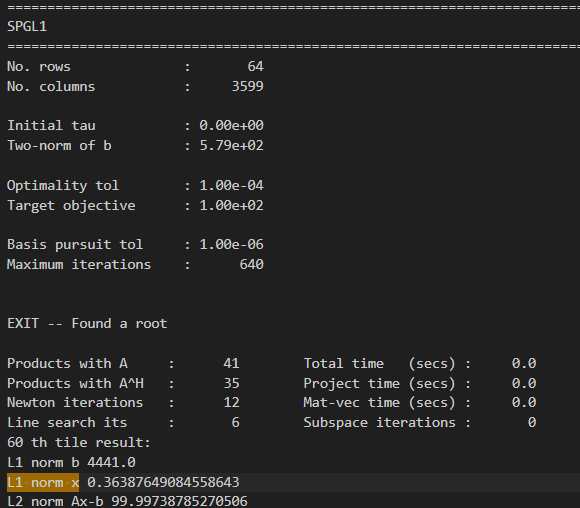 ================================================================================
SPGL1
================================================================================
No. rows              :       64
No. columns           :     3599
Initial tau           : 0.00e+00
Two-norm of b         : 5.79e+02
Optimality tol        : 1.00e-04
Target objective      : 1.00e+02
Basis pursuit tol     : 1.00e-06
Maximum iterations    :      640
EXIT -- Found a root
Products with A     :      41        Total time   (secs) :     0.0
Products with A^H   :      35        Project time (secs) :     0.0
Newton iterations   :      12        Mat-vec time (secs) :     0.0
Line search its     :       6        Subspace iterations :       0
60 th tile result:
L1 norm b 4441.0
L1 norm x 0.36387649084558643
L2 norm Ax-b 99.99738785270506